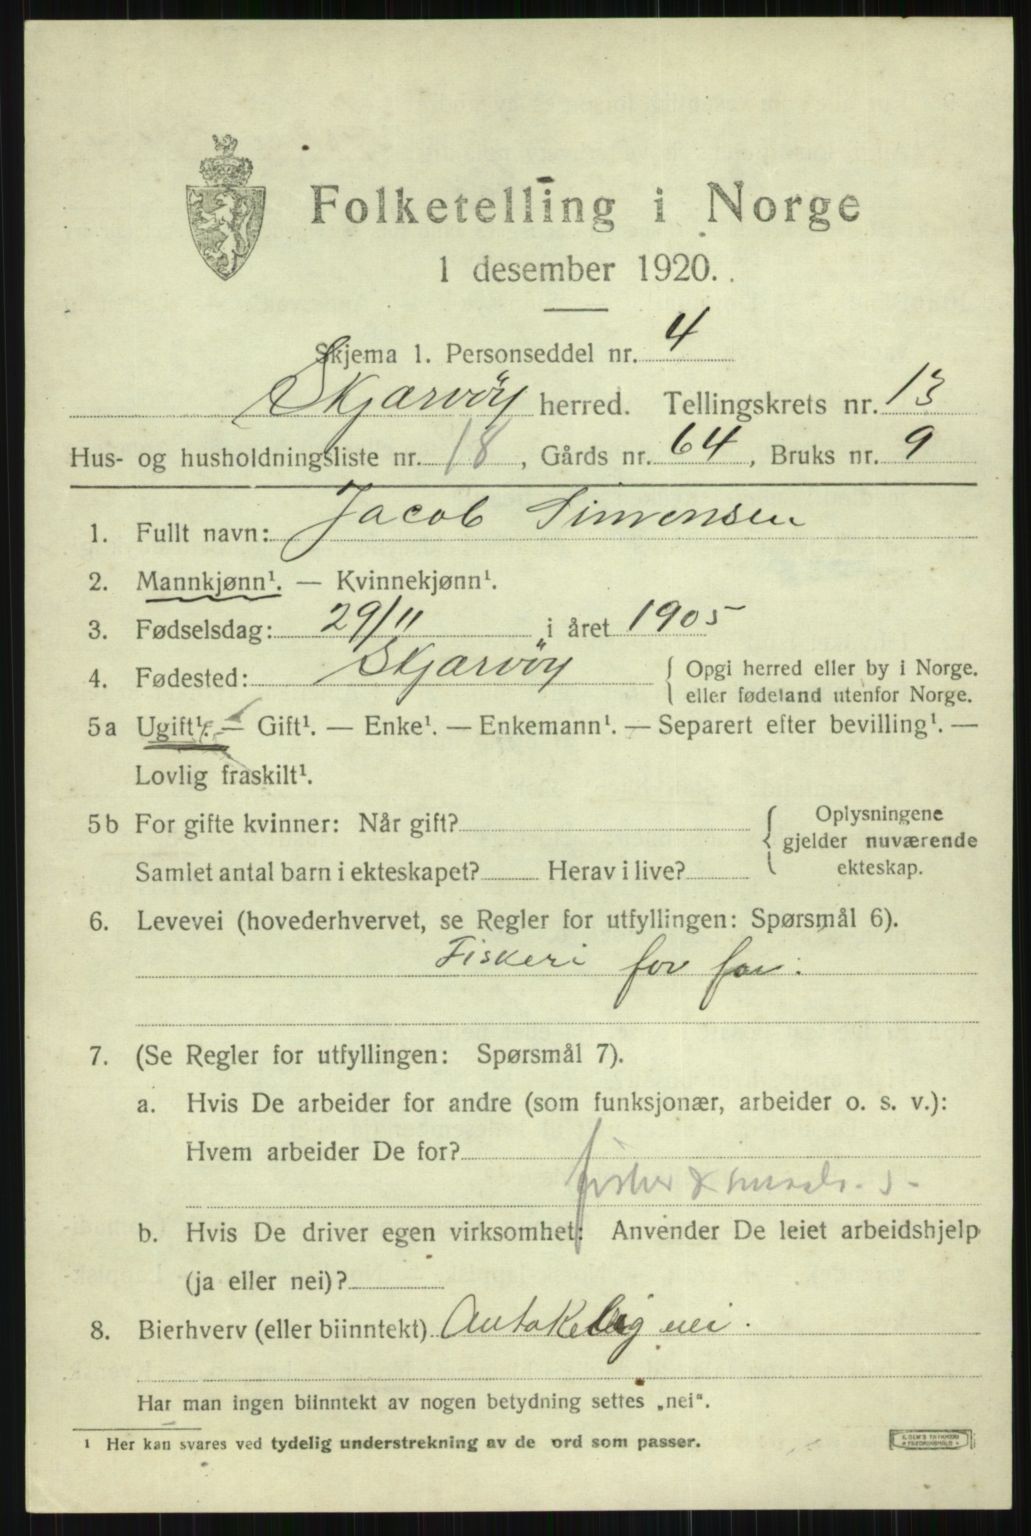 Folketelling i Norge
1 desember 1920.
Skjema 1. Personseddel nr. 4
Skjærvöy herred. Tellingskrets nr. 13
Hus- og husholdningsliste nr. 18, Gårds nr. 64, Bruks nr. 9
1. Fullt navn: Jacob Simonsen
2. Mannkjønn¹. — Kvinnekjønn¹.
3. Fødselsdag: 29/11 i året 1905
4. Fødested: Skjærvöy { Opgi herred eller by i Norge.
eller fødeland utenfor Norge.
5a Ugift¹. — Gift¹. — Enke¹. — Enkemann¹. — Separert efter bevilling¹. —
Lovlig fraskilt¹.
5b For gifte kvinner: Når gift? { Oplysningene
gjelder nuværende
ekteskap.
Samlet antal barn i ekteskapet? Herav i live?
6. Levevei (hovederhvervet, se Regler for utfyllingen: Spørsmål 6).
Fiskeri for far.
7. (Se Regler for utfyllingen: Spørsmål 7).
a. Hvis De arbeider for andre (som funksjonær, arbeider o. s. v.):
Hvem arbeider De for?
fisker
b. Hvis De driver egen virksomhet: Anvender De leiet arbeidshjelp
(ja eller nei)?
8. Bierhverv (eller biinntekt) nei.
Har man ingen biinntekt av nogen betydning settes „nei“.
¹ Her kan svares ved tydelig understrekning av de ord som passer.